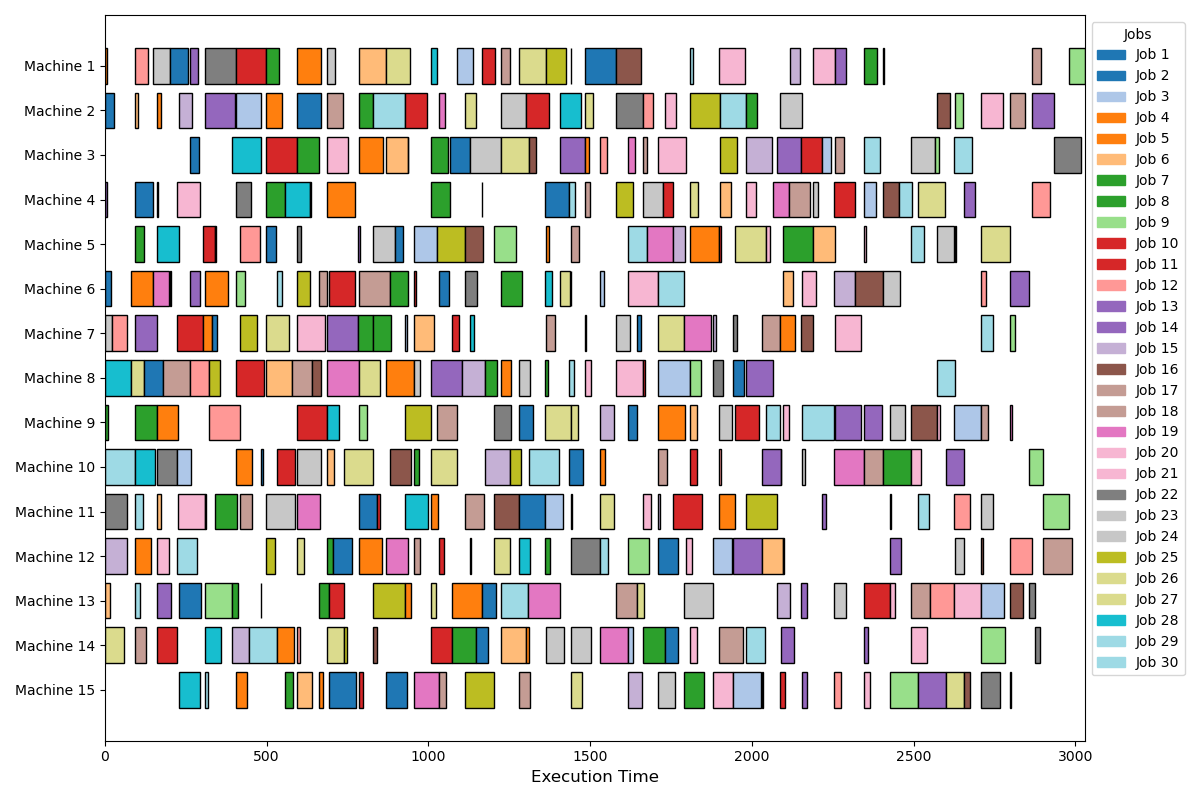 Machine 1
Machine 2
Machine 3
Machine 4
Machine 5
Machine 6
Machine 7
Machine 8
Machine 9
Machine 10
Machine 11
Machine 12
Machine 13
Machine 14
Machine 15
0 500 1000 1500 2000 2500 3000
Execution Time
Jobs
Job 1
Job 2
Job 3
Job 4
Job 5
Job 6
Job 7
Job 8
Job 9
Job 10
Job 11
Job 12
Job 13
Job 14
Job 15
Job 16
Job 17
Job 18
Job 19
Job 20
Job 21
Job 22
Job 23
Job 24
Job 25
Job 26
Job 27
Job 28
Job 29
Job 30